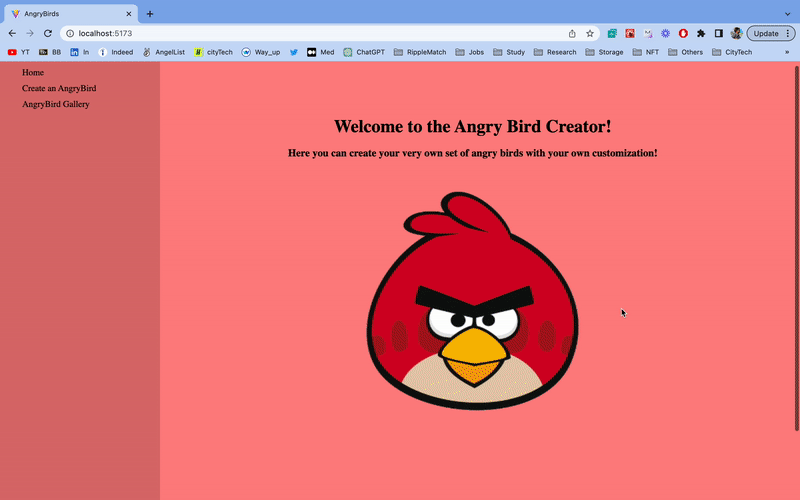 AngryBirds
localhost:5173
Update
YT BB In Indeed AngelList cityTech Way_up Med ChatGPT RippleMatch Jobs Study Research Storage NFT Others CityTech »
Home
Create an AngryBird
AngryBird Gallery
Welcome to the Angry Bird Creator!
Here you can create your very own set of angry birds with your own customization!